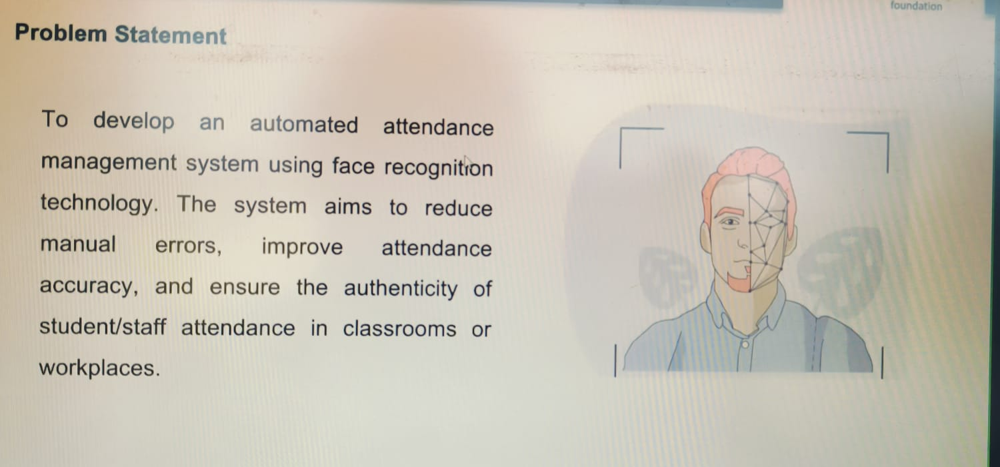 foundation
Problem Statement
To develop an automated attendance
management system using face recognition
technology. The system aims to reduce
manual errors, improve attendance
accuracy, and ensure the authenticity of
student/staff attendance in classrooms or
workplaces.